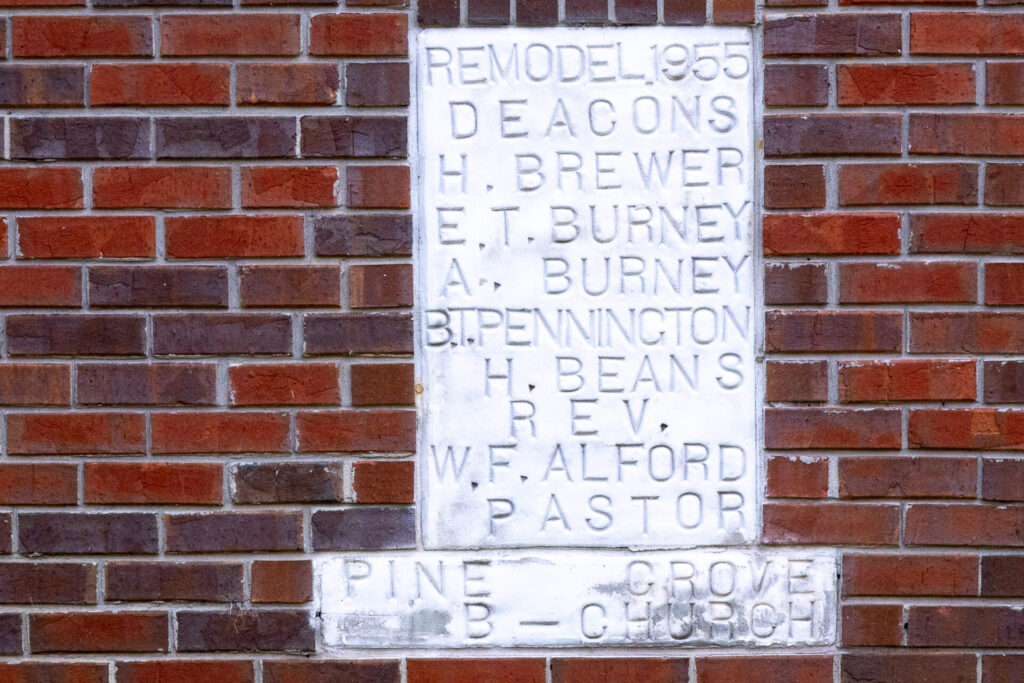 REMODEL,1955
DEACONS
H. BREWER
E.T. BURNEY
A. BURNEY
B.T.PENNINGTON
H. BEANS
REV.
W.F. ALFORD
PASTOR
PINE GROVE
B - CHURCH